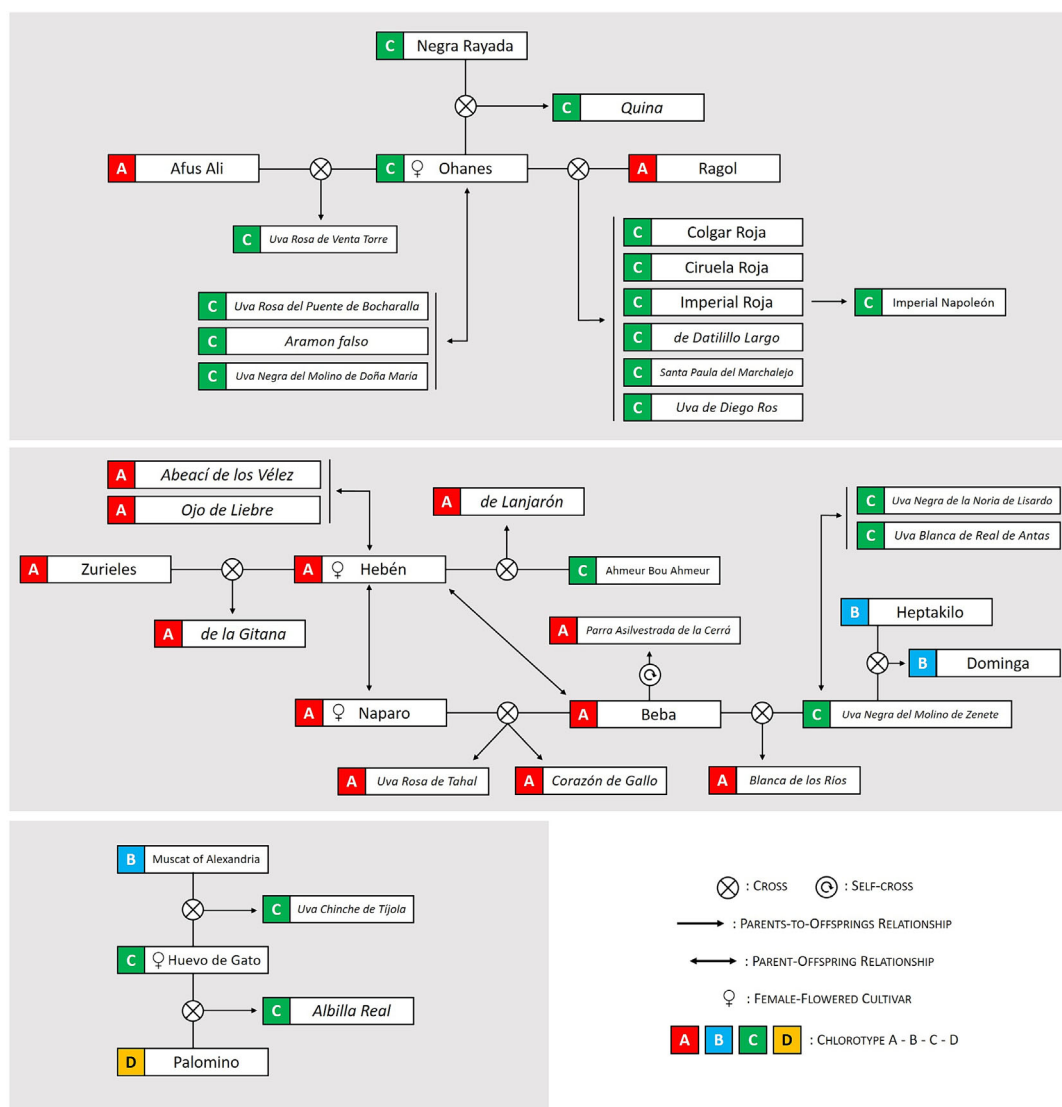 C Negra Rayada
C Quina
A Afus Ali
C ♀ Ohanes
A Ragol
C Uva Rosa de Venta Torre
C Colgar Roja
C Ciruela Roja
C Imperial Roja
C Imperial Napoleón
C de Datilillo Largo
C Santa Paula del Marchalejo
C Uva de Diego Ros
C Uva Rosa del Puente de Bocharalla
C Aramon falso
C Uva Negra del Molino de Doña María
A Abeací de los Vélez
A Ojo de Liebre
A de Lanjarón
C Uva Negra de la Noria de Lisardo
C Uva Blanca de Real de Antas
A Zurieles
A ♀ Hebén
C Ahmeur Bou Ahmeur
A de la Gitana
A Parra Asilvestrada de la Cerrá
B Heptakilo
B Dominga
A ♀ Naparo
A Beba
C Uva Negra del Molino de Zenete
A Uva Rosa de Tahal
A Corazón de Gallo
A Blanca de los Rios
B Muscat of Alexandria
C Uva Chinche de Tíjola
C ♀ Huevo de Gato
C Albilla Real
D Palomino
: Cross
: Self-cross
: Parents-to-Offsprings Relationship
: Parent-Offspring Relationship
♀ : Female-Flowered Cultivar
A B C D : Chlorotype A - B - C - D